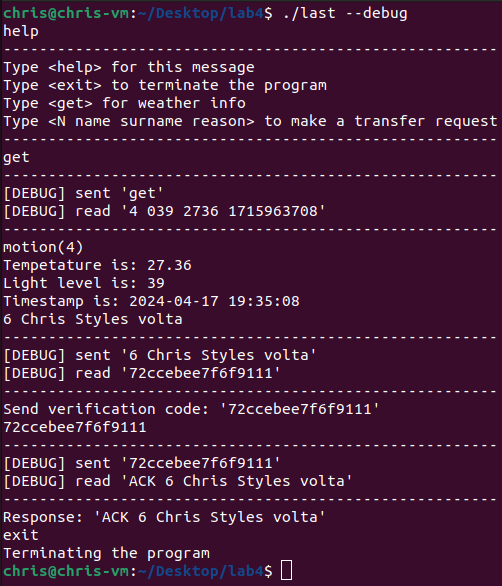 chris@chris-vm:~/Desktop/lab4$ ./last --debug
help
------------------------------------------------------
Type <help> for this message
Type <exit> to terminate the program
Type <get> for weather info
Type <N name surname reason> to make a transfer request
------------------------------------------------------
get
------------------------------------------------------
[DEBUG] sent 'get'
[DEBUG] read '4 039 2736 1715963708'
------------------------------------------------------
motion(4)
Tempetature is: 27.36
Light level is: 39
Timestamp is: 2024-04-17 19:35:08
6 Chris Styles volta
------------------------------------------------------
[DEBUG] sent '6 Chris Styles volta'
[DEBUG] read '72ccebee7f6f9111'
------------------------------------------------------
Send verification code: '72ccebee7f6f9111'
72ccebee7f6f9111
------------------------------------------------------
[DEBUG] sent '72ccebee7f6f9111'
[DEBUG] read 'ACK 6 Chris Styles volta'
------------------------------------------------------
Response: 'ACK 6 Chris Styles volta'
exit
Terminating the program
chris@chris-vm:~/Desktop/lab4$